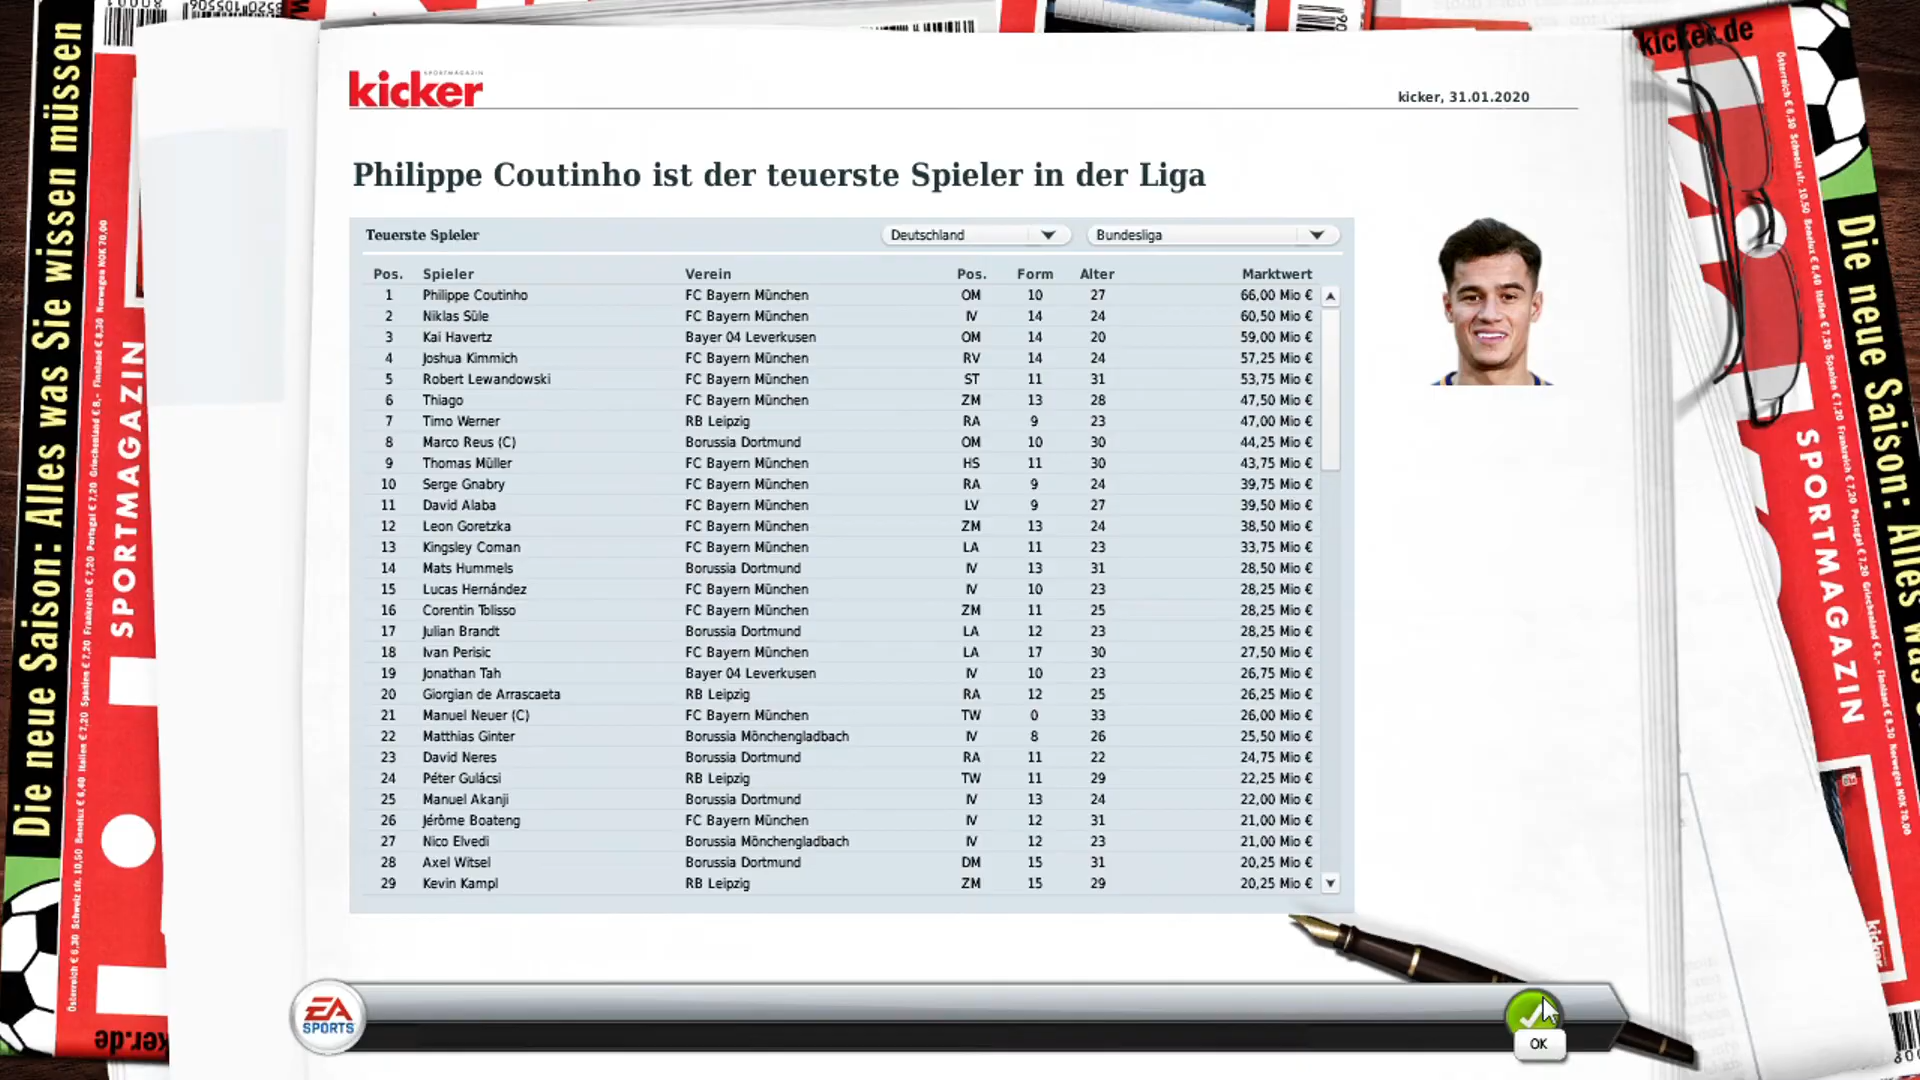 kicker
SPORTMAGAZIN
kicker, 31.01.2020
Philippe Coutinho ist der teuerste Spieler in der Liga
Teuerste Spieler Deutschland Bundesliga
Pos. Spieler Verein Pos. Form Alter Marktwert
1 Philippe Coutinho FC Bayern München OM 10 27 66,00 Mio €
2 Niklas Süle FC Bayern München IV 14 24 60,50 Mio €
3 Kai Havertz Bayer 04 Leverkusen OM 14 20 59,00 Mio €
4 Joshua Kimmich FC Bayern München RV 14 24 57,25 Mio €
5 Robert Lewandowski FC Bayern München ST 11 31 53,75 Mio €
6 Thiago FC Bayern München ZM 13 28 47,50 Mio €
7 Timo Werner RB Leipzig RA 9 23 47,00 Mio €
8 Marco Reus (C) Borussia Dortmund OM 10 30 44,25 Mio €
9 Thomas Müller FC Bayern München HS 11 30 43,75 Mio €
10 Serge Gnabry FC Bayern München RA 9 24 39,75 Mio €
11 David Alaba FC Bayern München LV 9 27 39,50 Mio €
12 Leon Goretzka FC Bayern München ZM 13 24 38,50 Mio €
13 Kingsley Coman FC Bayern München LA 11 23 33,75 Mio €
14 Mats Hummels Borussia Dortmund IV 13 31 28,50 Mio €
15 Lucas Hernández FC Bayern München IV 10 23 28,25 Mio €
16 Corentin Tolisso FC Bayern München ZM 11 25 28,25 Mio €
17 Julian Brandt Borussia Dortmund LA 12 23 28,25 Mio €
18 Ivan Perisic FC Bayern München LA 17 30 27,50 Mio €
19 Jonathan Tah Bayer 04 Leverkusen IV 10 23 26,75 Mio €
20 Giorgian de Arrascaeta RB Leipzig RA 12 25 26,25 Mio €
21 Manuel Neuer (C) FC Bayern München TW 0 33 26,00 Mio €
22 Matthias Ginter Borussia Mönchengladbach IV 8 26 25,50 Mio €
23 David Neres Borussia Dortmund RA 11 22 24,75 Mio €
24 Péter Gulácsi RB Leipzig TW 11 29 22,25 Mio €
25 Manuel Akanji Borussia Dortmund IV 13 24 22,00 Mio €
26 Jérôme Boateng FC Bayern München IV 12 31 21,00 Mio €
27 Nico Elvedi Borussia Mönchengladbach IV 12 23 21,00 Mio €
28 Axel Witsel Borussia Dortmund DM 15 31 20,25 Mio €
29 Kevin Kampl RB Leipzig ZM 15 29 20,25 Mio €
EA
SPORTS
OK
Die neue Saison: Alles was Sie wissen müssen
SPORTMAGAZIN
kicker.de
Die neue Saison: Alles was
SPORTMAGAZIN
kicker